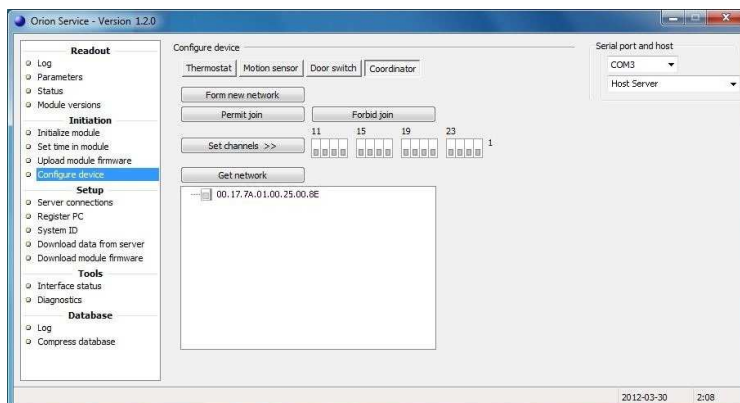 Orion Service - Version 1.2.0
Readout
Log
Parameters
Status
Module versions
Initiation
Initialize module
Set time in module
Upload module firmware
Configure device
Setup
Server connections
Register PC
System ID
Download data from server
Download module firmware
Tools
Interface status
Diagnostics
Database
Log
Compress database
Configure device
Thermostat Motion sensor Door switch Coordinator
Form new network
Permit join Forbid join
11 15 19 23
Set channels >> 1
Get network
00.17.7A.01.00.25.00.8E
Serial port and host
COM3
Host Server
2012-03-30 2:08